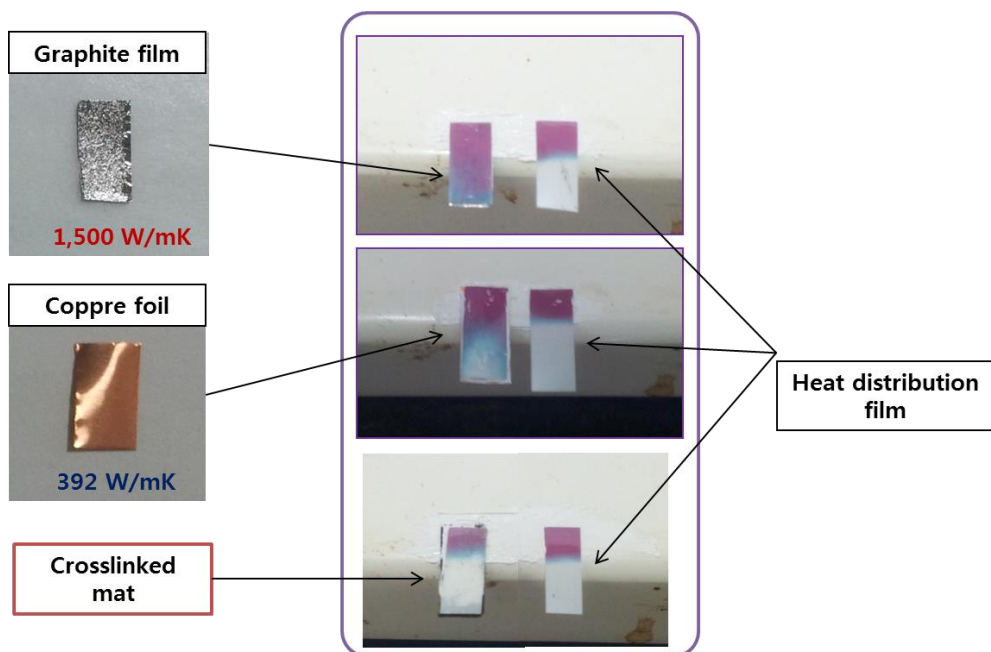 Graphite film
1,500 W/mK
Coppre foil
392 W/mK
Crosslinked
mat
Heat distribution
film